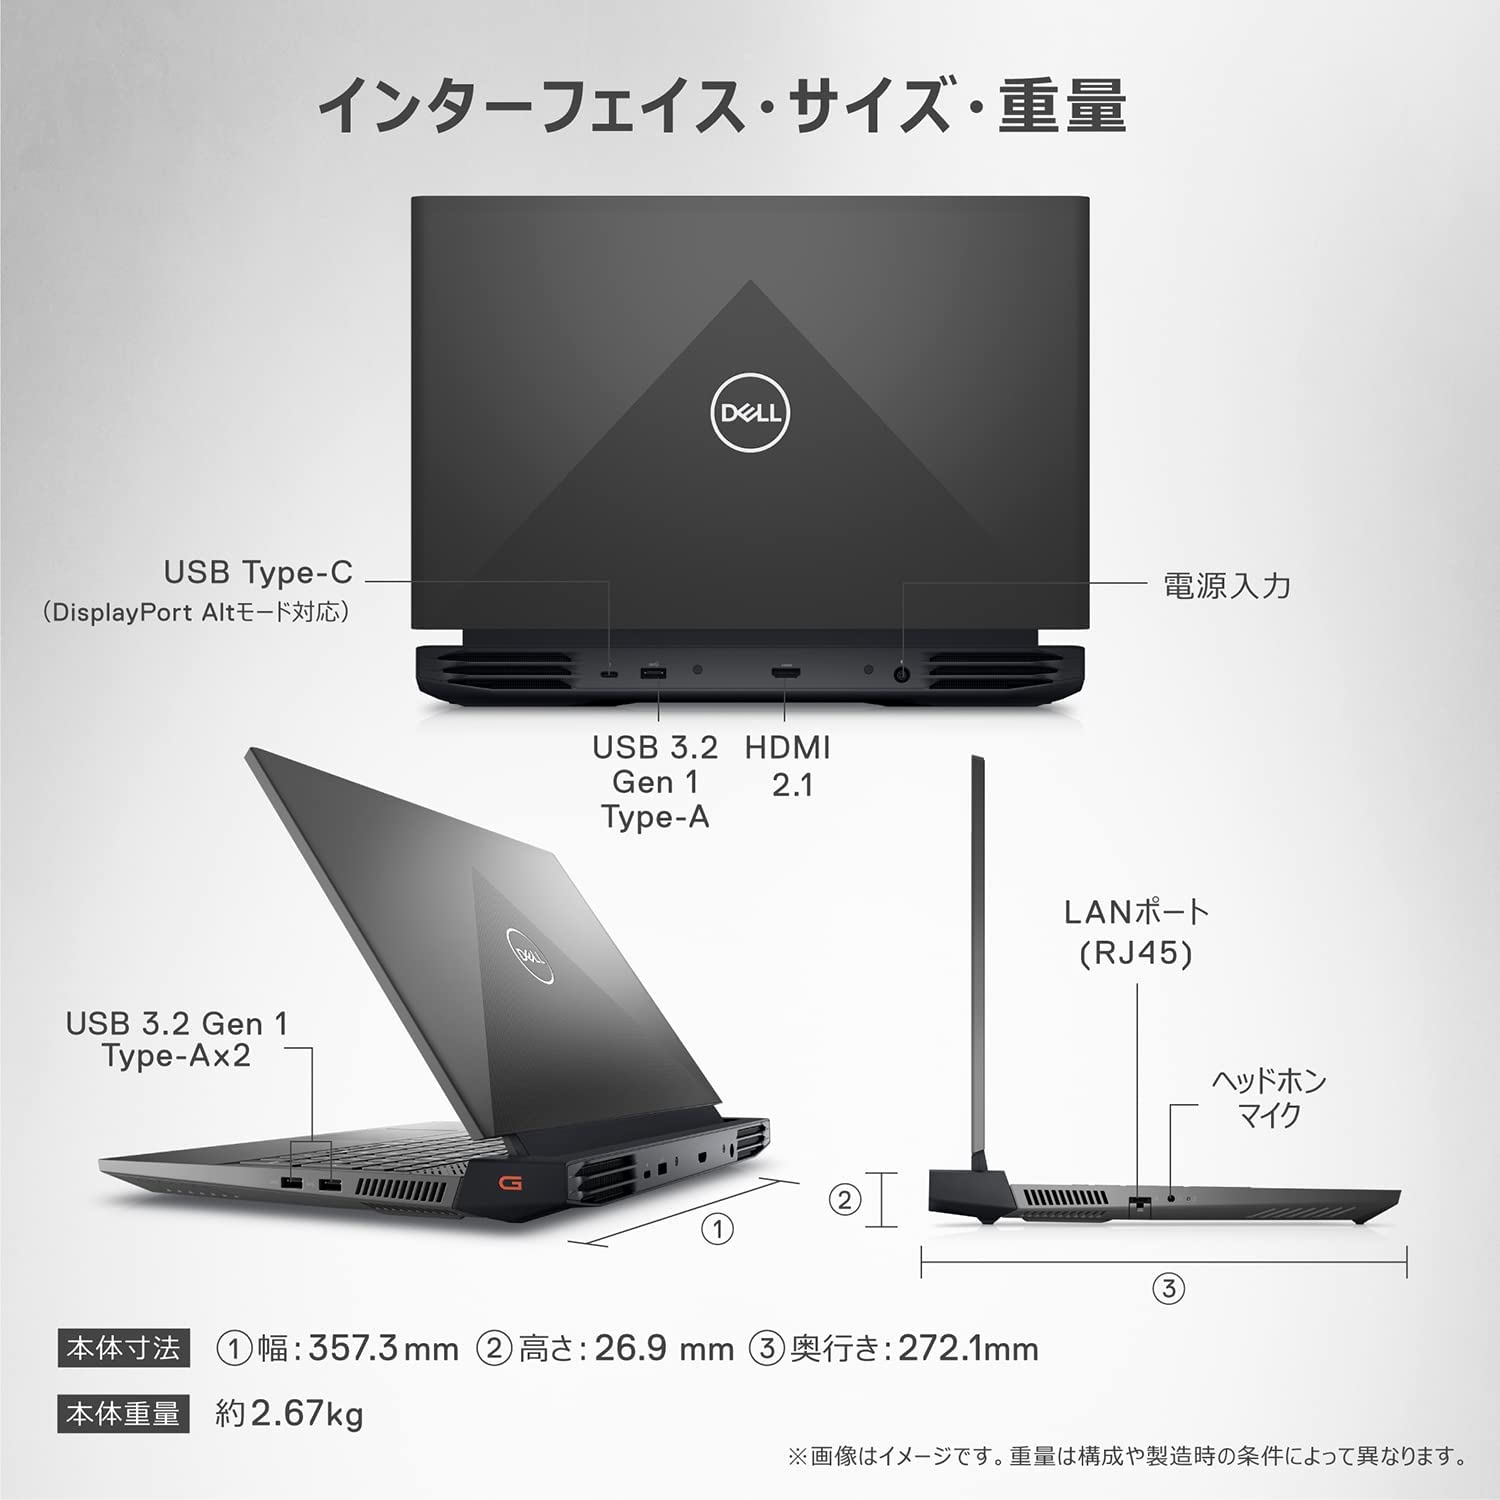 インターフェイス・サイズ・重量
DELL
USB Type-C
（DisplayPort Altモード対応）
電源入力
USB 3.2
Gen 1
Type-A
HDMI
2.1
DELL
LANポート
(RJ45)
USB 3.2 Gen 1
Type-Ax2
ヘッドホン
マイク
G
①
②
③
本体寸法 ①幅：357.3mm ②高さ：26.9 mm ③奥行き：272.1mm
本体重量 約2.67kg
※画像はイメージです。重量は構成や製造時の条件によって異なります。